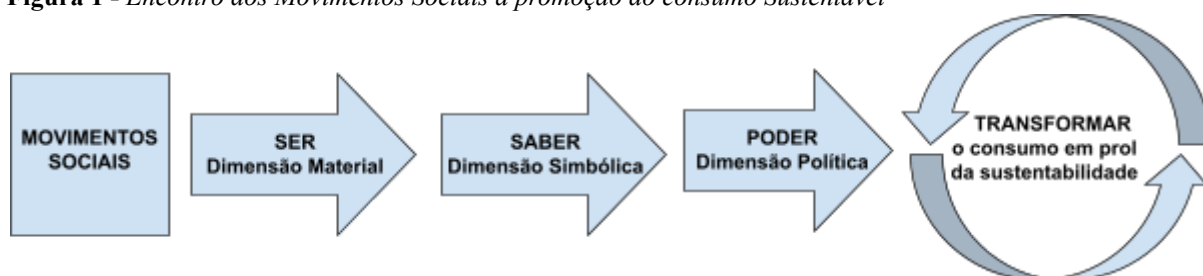 Figura 1 - Encontro dos Movimentos Sociais à promoção do consumo Sustentável
MOVIMENTOS
SOCIAIS
SER
Dimensão Material
SABER
Dimensão Simbólica
PODER
Dimensão Política
TRANSFORMAR
o consumo em prol
da sustentabilidade